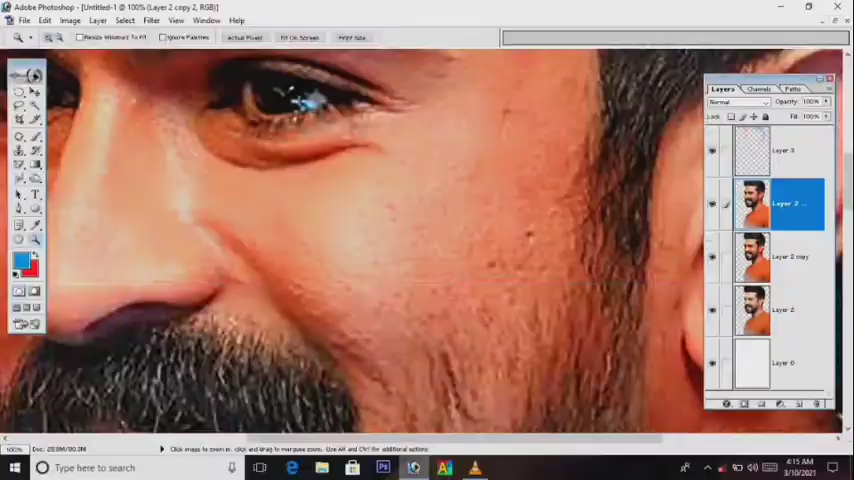 Adobe Photoshop - [Untitled-1 @ 100% (Layer 2 copy 2, RGB)]
File Edit Image Layer Select Filter View Window Help
Resize Windows To Fit Ignore Palettes Actual Pixels Fit On Screen Print Size
Layers Channels Paths
Normal Opacity: 100%
Lock: Fill: 100%
Layer 3
Layer 2 ...
Layer 2 copy
Layer 2
Layer 0
100% Doc: 20.0M/80.0M Click image to zoom in, click and drag to marquee zoom. Use Alt and Ctrl for additional options
Type here to search
Ps
4:15 AM
3/10/2021